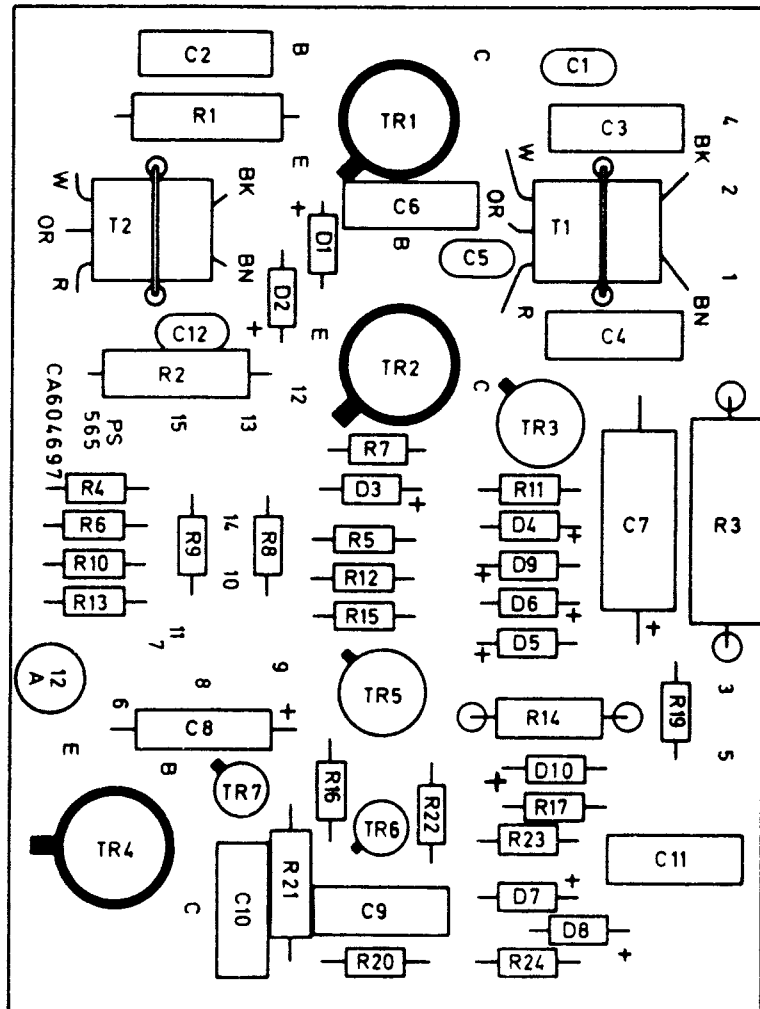 C2
B
C
C1
R1
TR1
C3
4
E
W
BK
W
BK
2
OR
T2
+
C6
OR
T1
D1
B
C5
R
BN
D2
1
C12
+
E
R
BN
C4
R2
TR2
C
12
CA604697
PS
565
15
13
TR3
R7
R4
D3
+
R11
R6
R9
14
R8
R5
D4
+
C7
R3
R10
10
R12
+
D9
R13
R15
D6
+
11
7
+
D5
+
12
A
8
9
TR5
R19
3
6
C8
+
R14
E
B
5
TR7
R16
R22
+
D10
R17
TR6
R23
TR4
R21
C11
C
C10
C9
D7
+
D8
+
R20
R24